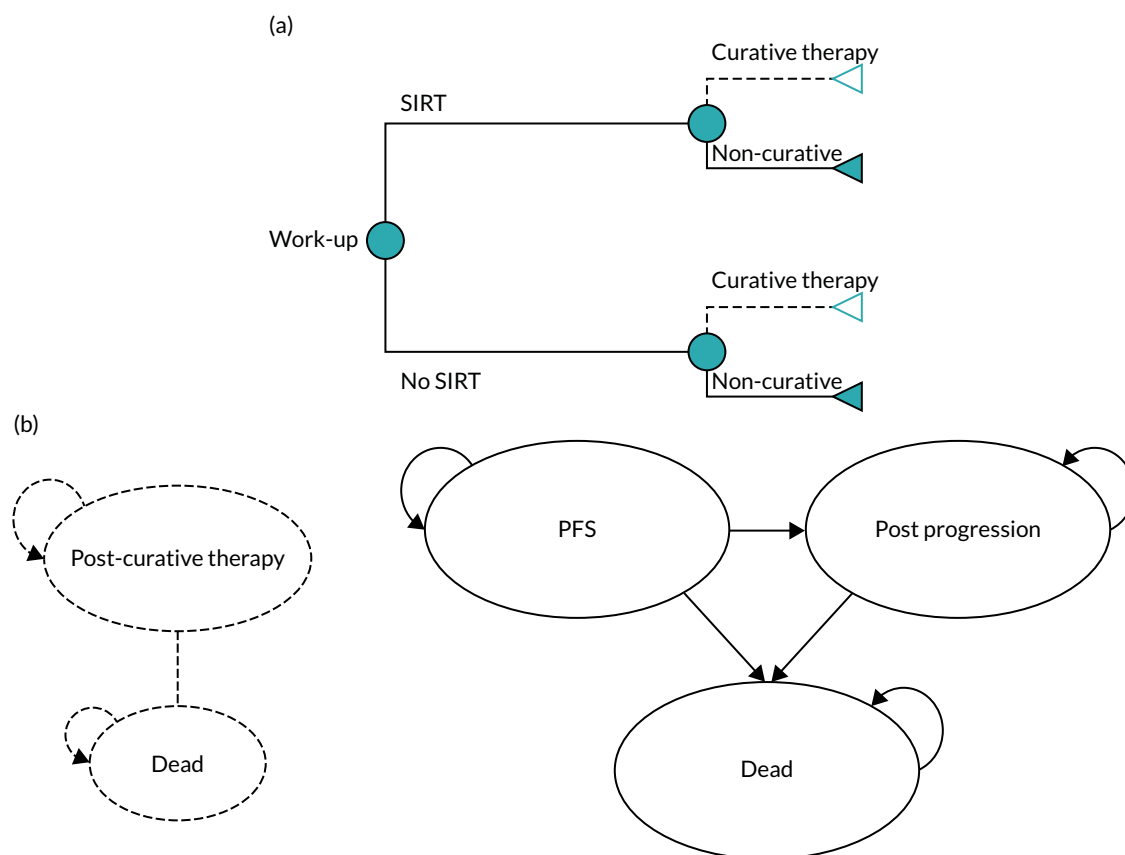 (a)
Curative therapy
SIRT
Non-curative
Work-up
Curative therapy
No SIRT
Non-curative
(b)
PFS
Post progression
Post-curative therapy
Dead
Dead